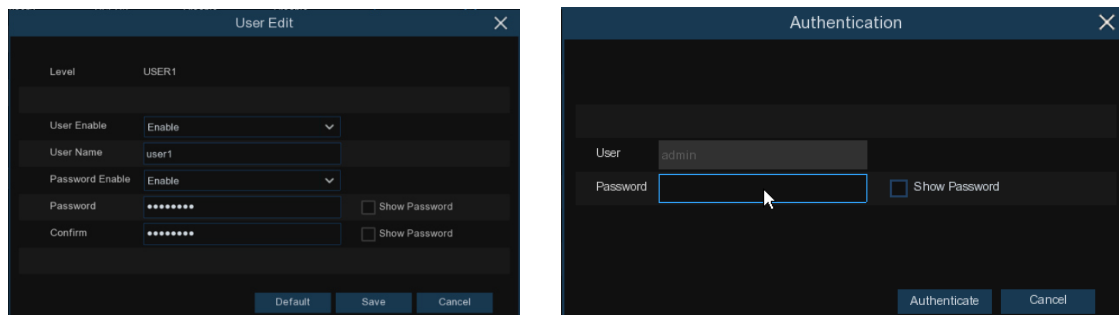 User Edit
Level USER1
User Enable Enable
User Name user1
Password Enable Enable
Password •••••••• Show Password
Confirm •••••••• Show Password
Default Save Cancel
Authentication
User admin
Password Show Password
Authenticate Cancel